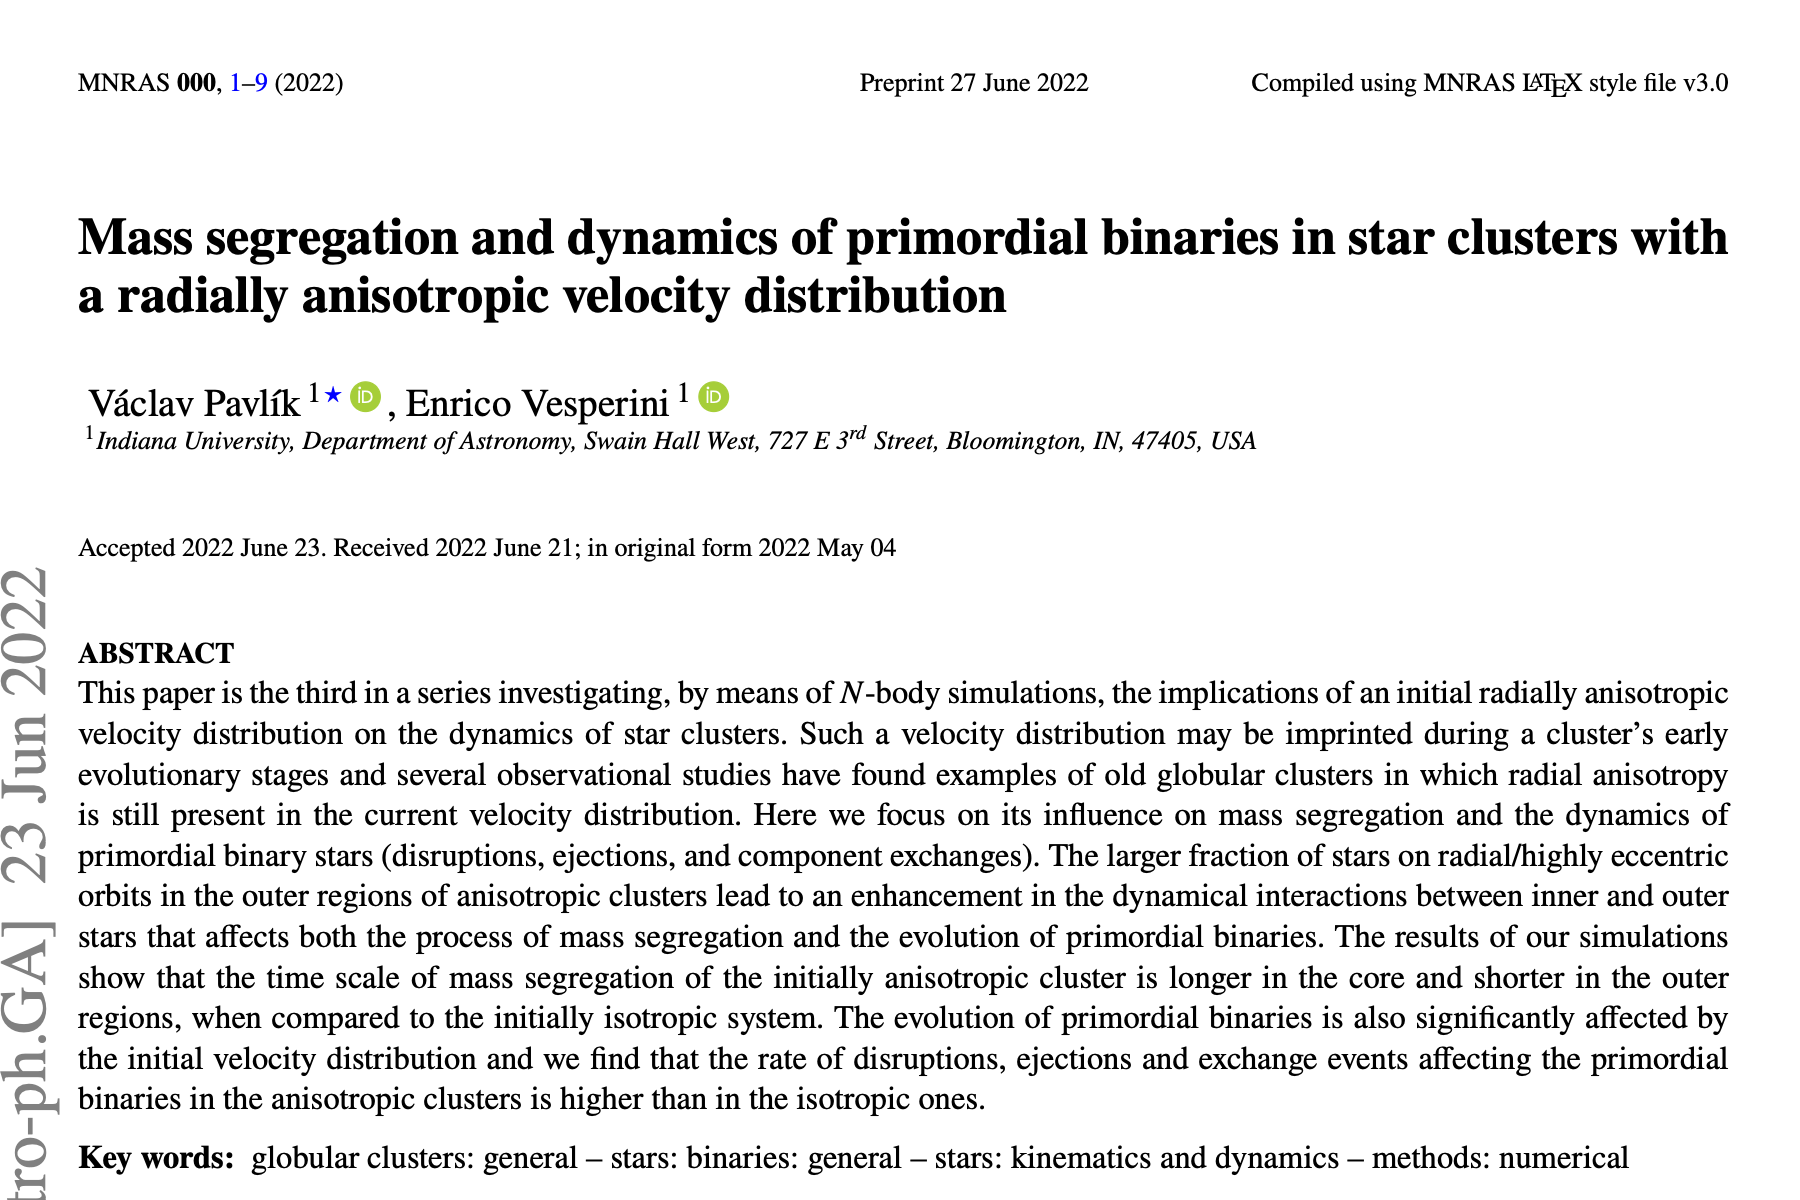 MNRAS 000, 1–9 (2022) Preprint 27 June 2022 Compiled using MNRAS LATEX style file v3.0
Mass segregation and dynamics of primordial binaries in star clusters with
a radially anisotropic velocity distribution
Václav Pavlík 1★ iD , Enrico Vesperini 1 iD
1Indiana University, Department of Astronomy, Swain Hall West, 727 E 3rd Street, Bloomington, IN, 47405, USA
Accepted 2022 June 23. Received 2022 June 21; in original form 2022 May 04
ABSTRACT
This paper is the third in a series investigating, by means of N-body simulations, the implications of an initial radially anisotropic
velocity distribution on the dynamics of star clusters. Such a velocity distribution may be imprinted during a cluster’s early
evolutionary stages and several observational studies have found examples of old globular clusters in which radial anisotropy
is still present in the current velocity distribution. Here we focus on its influence on mass segregation and the dynamics of
primordial binary stars (disruptions, ejections, and component exchanges). The larger fraction of stars on radial/highly eccentric
orbits in the outer regions of anisotropic clusters lead to an enhancement in the dynamical interactions between inner and outer
stars that affects both the process of mass segregation and the evolution of primordial binaries. The results of our simulations
show that the time scale of mass segregation of the initially anisotropic cluster is longer in the core and shorter in the outer
regions, when compared to the initially isotropic system. The evolution of primordial binaries is also significantly affected by
the initial velocity distribution and we find that the rate of disruptions, ejections and exchange events affecting the primordial
binaries in the anisotropic clusters is higher than in the isotropic ones.
Key words: globular clusters: general – stars: binaries: general – stars: kinematics and dynamics – methods: numerical
tro-ph.GA] 23 Jun 2022